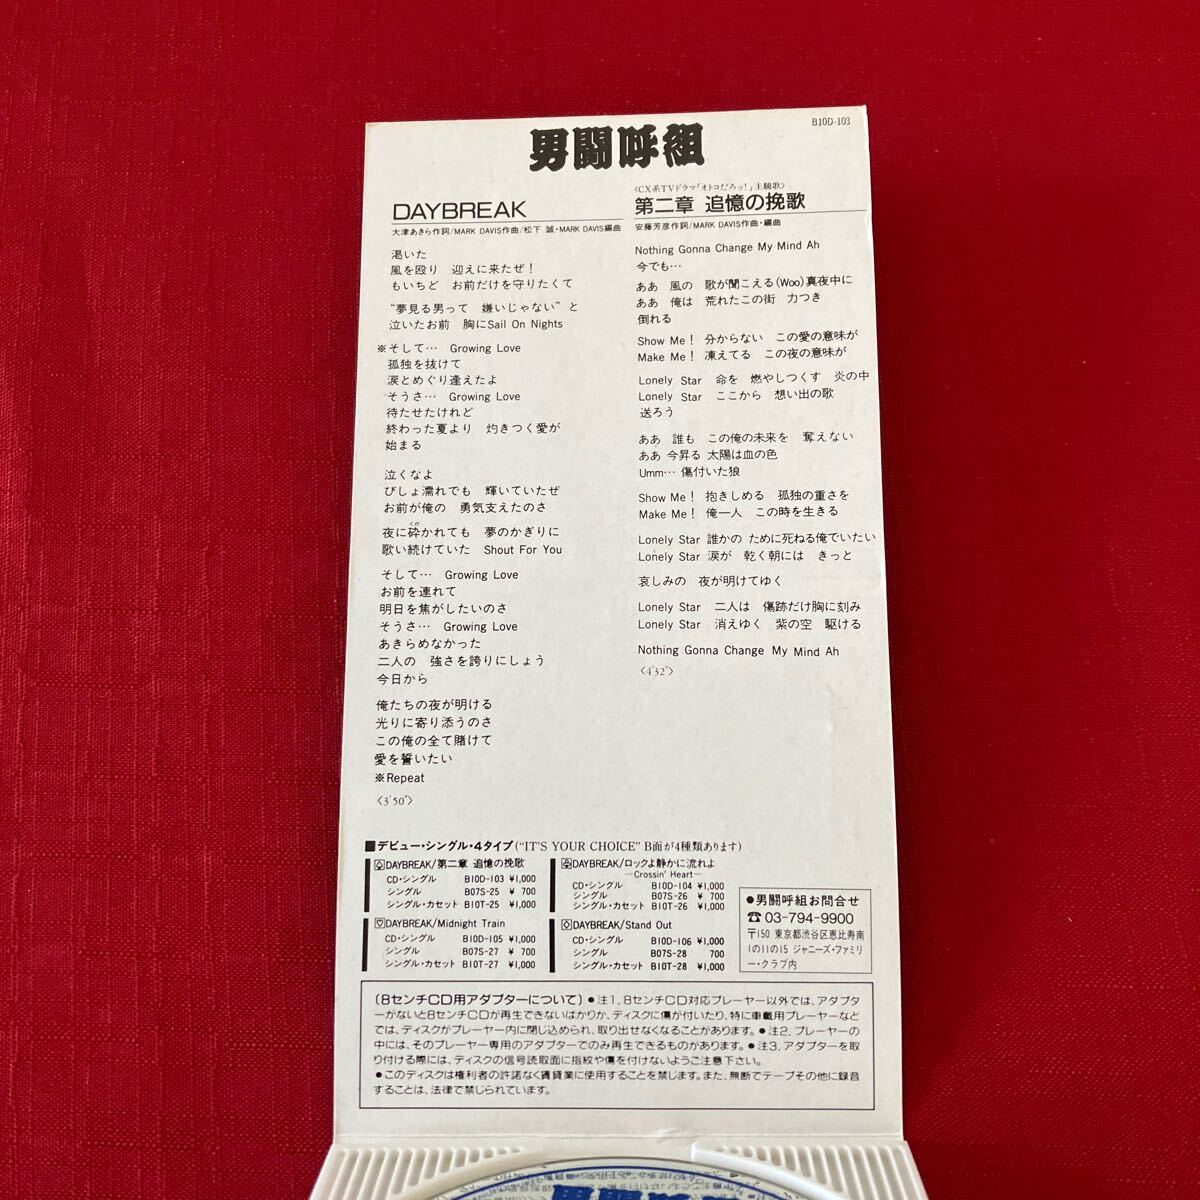 B10D-103
男闘呼組
DAYBREAK
大津あきら作詞/MARK DAVIS作曲/松下 誠・MARK DAVIS編曲
渇いた
風を殴り 迎えに来たぜ!
もいちど お前だけを守りたくて
“夢見る男って 嫌いじゃない”と
泣いたお前 胸にSail On Nights
※そして… Growing Love
孤独を抜けて
涙とめぐり逢えたよ
そうさ… Growing Love
待たせたけれど
終わった夏より 灼きつく愛が
始まる
泣くなよ
びしょ濡れでも 輝いていたぜ
お前が俺の 勇気支えたのさ
くだ
夜に砕かれても 夢のかぎりに
歌い続けていた Shout For You
そして… Growing Love
お前を連れて
明日を焦がしたいのさ
そうさ… Growing Love
あきらめなかった
二人の 強さを誇りにしよう
今日から
俺たちの夜が明ける
光りに寄り添うのさ
この俺の全て賭けて
愛を誓いたい
※Repeat
〈3'50"〉
〈CX系TVドラマ「オトコだろッ!」主題歌〉
第二章 追憶の挽歌
安藤芳彦作詞/MARK DAVIS作曲・編曲
Nothing Gonna Change My Mind Ah
今でも…
ああ 風の 歌が聞こえる(Woo)真夜中に
ああ 俺は 荒れたこの街 力つき
倒れる
Show Me! 分からない この愛の意味が
Make Me! 凍えてる この夜の意味が
Lonely Star 命を 燃やしつくす 炎の中
Lonely Star ここから 想い出の歌
送ろう
ああ 誰も この俺の未来を 奪えない
ああ 今昇る 太陽は血の色
Umm… 傷付いた狼
Show Me! 抱きしめる 孤独の重さを
Make Me! 俺一人 この時を生きる
Lonely Star 誰かの ために死ねる俺でいたい
Lonely Star 涙が 乾く朝には きっと
哀しみの 夜が明けてゆく
Lonely Star 二人は 傷跡だけ胸に刻み
Lonely Star 消えゆく 紫の空 駆ける
Nothing Gonna Change My Mind Ah
〈4'32"〉
■デビュー・シングル・4タイプ(“IT'S YOUR CHOICE” B面が4種類あります)
♤DAYBREAK/第二章 追憶の挽歌
CD・シングル B10D-103 ¥1,000
シングル B07S-25 ¥ 700
シングル・カセット B10T-25 ¥1,000
♧DAYBREAK/ロックよ静かに流れよ
—Crossin' Heart—
CD・シングル B10D-104 ¥1,000
シングル B07S-26 ¥ 700
シングル・カセット B10T-26 ¥1,000
♡DAYBREAK/Midnight Train
CD・シングル B10D-105 ¥1,000
シングル B07S-27 ¥ 700
シングル・カセット B10T-27 ¥1,000
♢DAYBREAK/Stand Out
CD・シングル B10D-106 ¥1,000
シングル B07S-28 700
シングル・カセット B10T-28 ¥1,000
●男闘呼組お問合せ
☎03-794-9900
〒150 東京都渋谷区恵比寿南
1の11の15 ジャニーズ・ファミリ
ー・クラブ内
〔8センチCD用アダプターについて〕●注1. 8センチCD対応プレーヤー以外では、アダプタ
ーがないと8センチCDが再生できないばかりか、ディスクに傷が付いたり、特に車載用プレーヤーなど
では、ディスクがプレーヤー内に閉じ込められ、取り出せなくなることがあります。●注2. プレーヤーの
中には、そのプレーヤー専用のアダプターでのみ再生できるものがあります。●注3. アダプターを取
り付ける際には、ディスクの信号読取面に指紋や傷を付けないようご注意下さい。
●このディスクは権利者の許諾なく賃貸業に使用することを禁じます。また、無断でテープその他に録音
することは、法律で禁じられています。